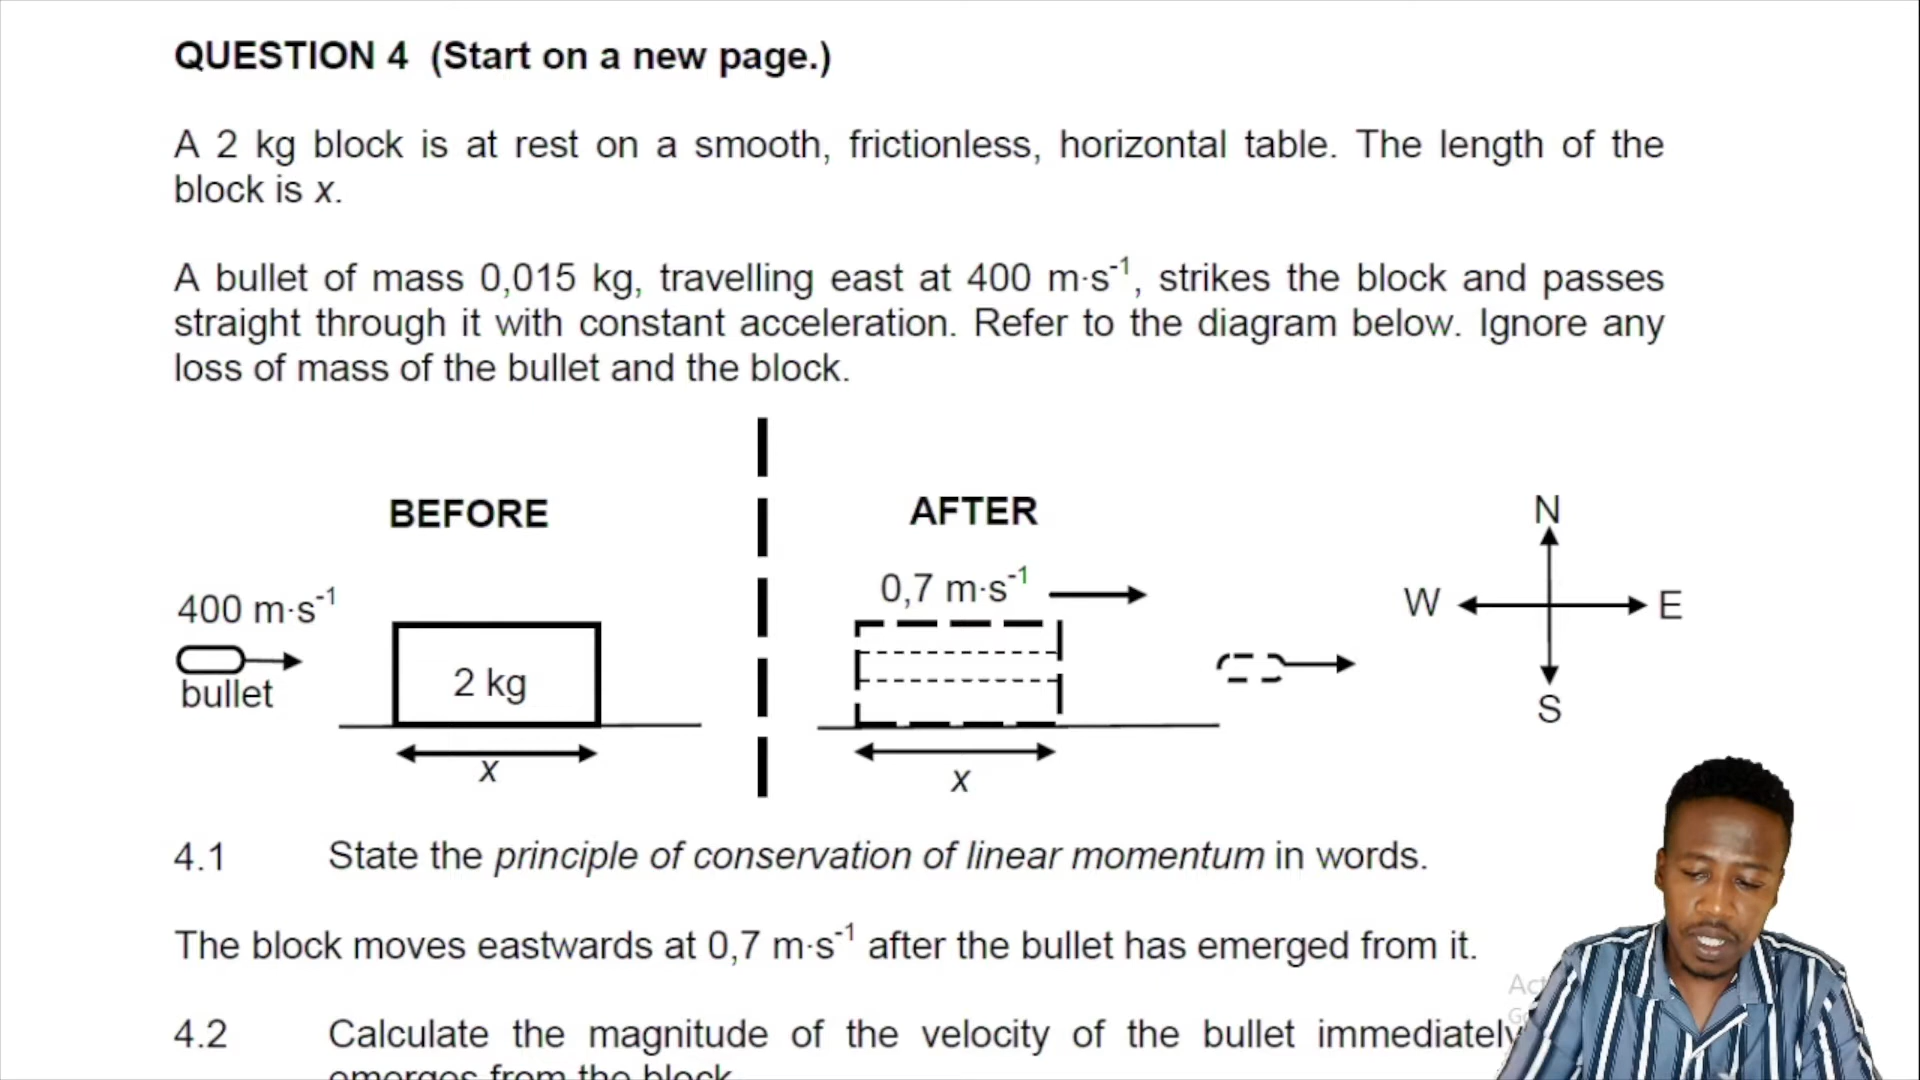 QUESTION 4 (Start on a new page.)
A 2 kg block is at rest on a smooth, frictionless, horizontal table. The length of the
block is x.
A bullet of mass 0,015 kg, travelling east at 400 m·s⁻¹, strikes the block and passes
straight through it with constant acceleration. Refer to the diagram below. Ignore any
loss of mass of the bullet and the block.
BEFORE
AFTER
N
0,7 m·s⁻¹
400 m·s⁻¹
W
E
2 kg
bullet
S
x
x
4.1 State the principle of conservation of linear momentum in words.
The block moves eastwards at 0,7 m·s⁻¹ after the bullet has emerged from it.
4.2 Calculate the magnitude of the velocity of the bullet immediately
emerges from the block